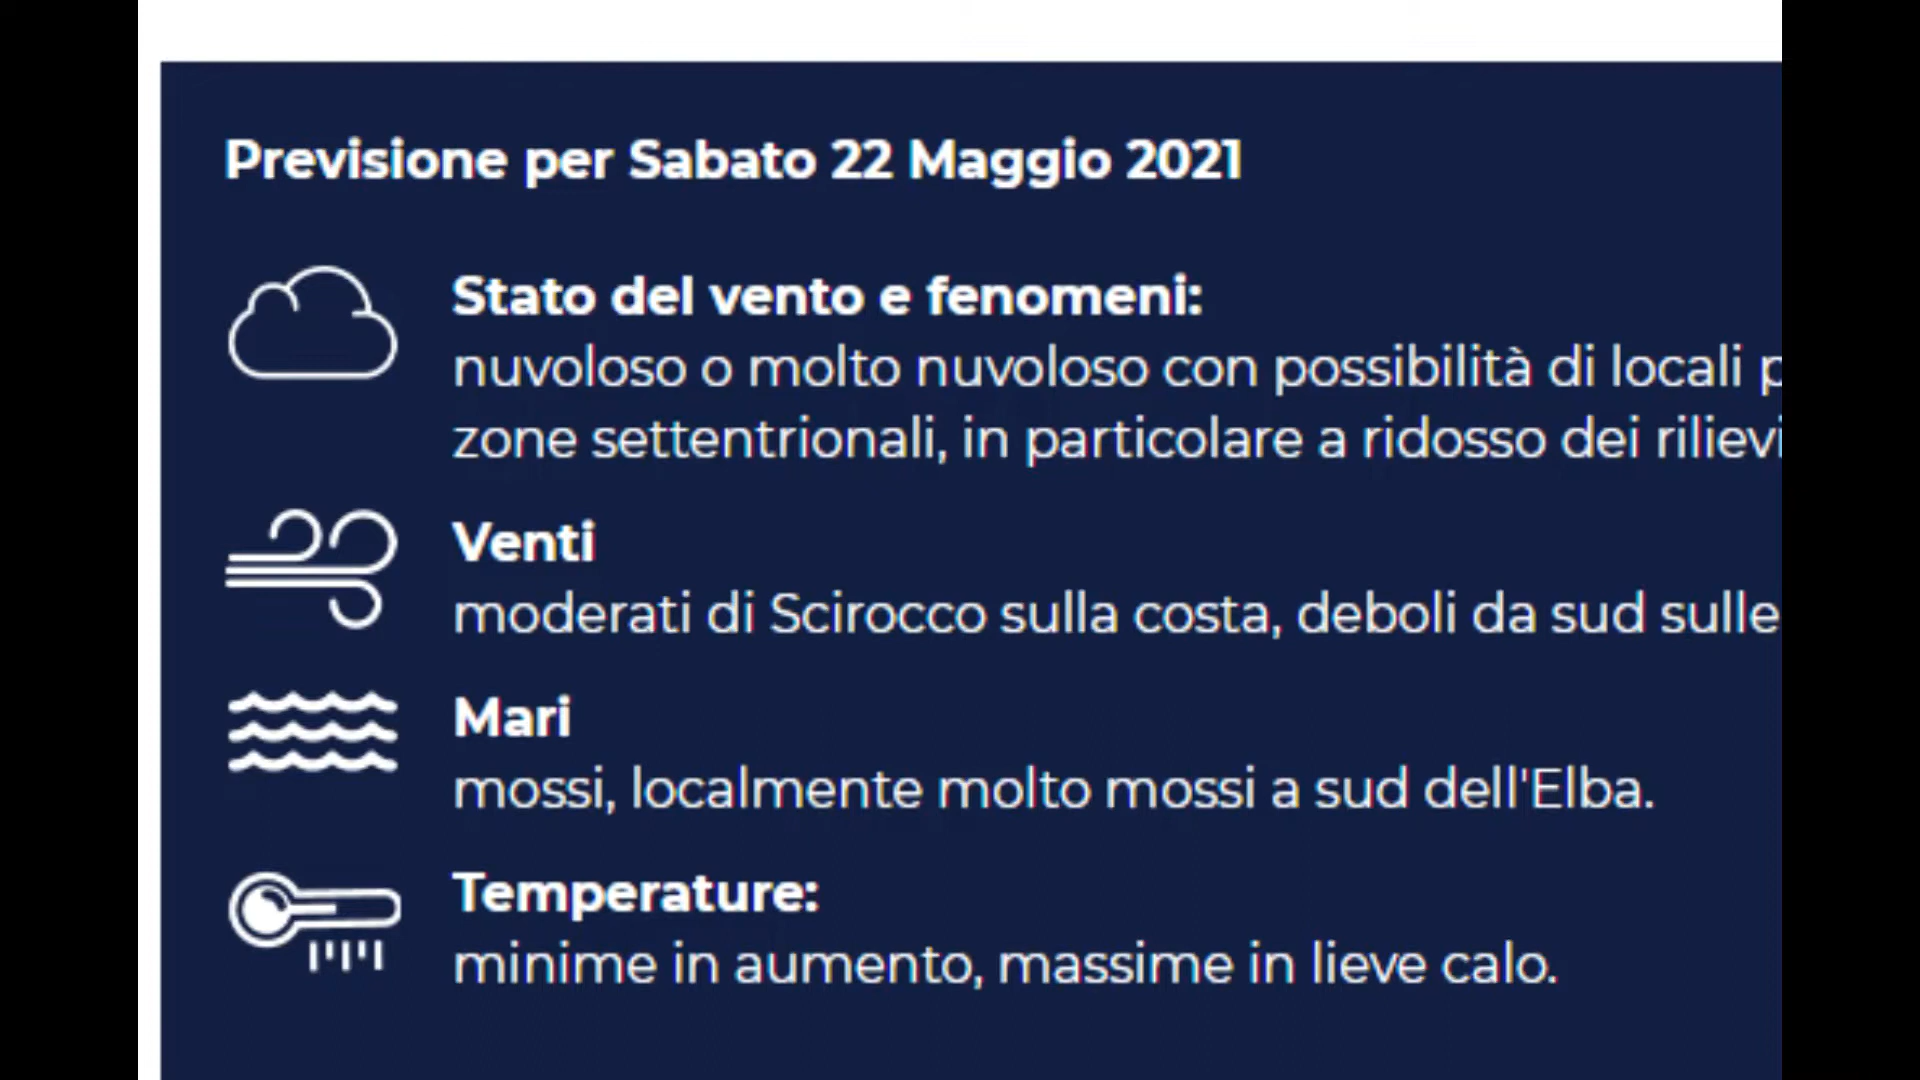 Previsione per Sabato 22 Maggio 2021
Stato del vento e fenomeni:
nuvoloso o molto nuvoloso con possibilità di locali
zone settentrionali, in particolare a ridosso dei rilievi
Venti
moderati di Scirocco sulla costa, deboli da sud sulle
Mari
mossi, localmente molto mossi a sud dell'Elba.
Temperature:
minime in aumento, massime in lieve calo.